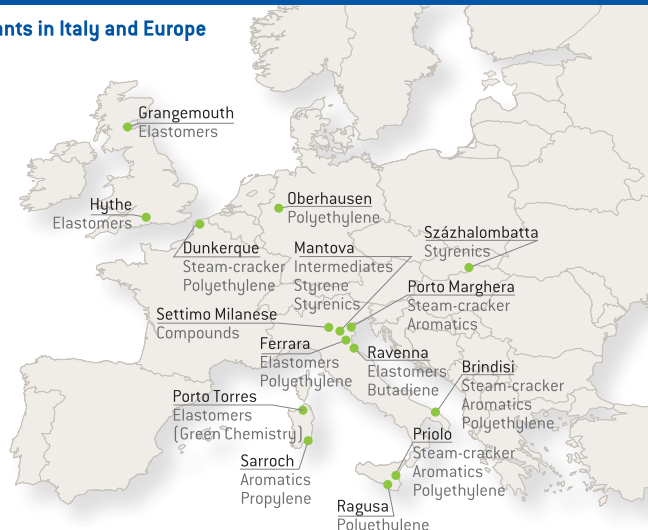 ants in Italy and Europe
Grangemouth
Elastomers
Hythe
Elastomers
Oberhausen
Polyethylene
Dunkerque
Steam-cracker
Polyethylene
Mantova
Intermediates
Styrene
Styrenics
Százhalombatta
Styrenics
Porto Marghera
Steam-cracker
Aromatics
Settimo Milanese
Compounds
Ferrara
Elastomers
Polyethylene
Ravenna
Elastomers
Butadiene
Brindisi
Steam-cracker
Aromatics
Polyethylene
Porto Torres
Elastomers
(Green Chemistry)
Sarroch
Aromatics
Propylene
Priolo
Steam-cracker
Aromatics
Polyethylene
Ragusa
Polyethylene